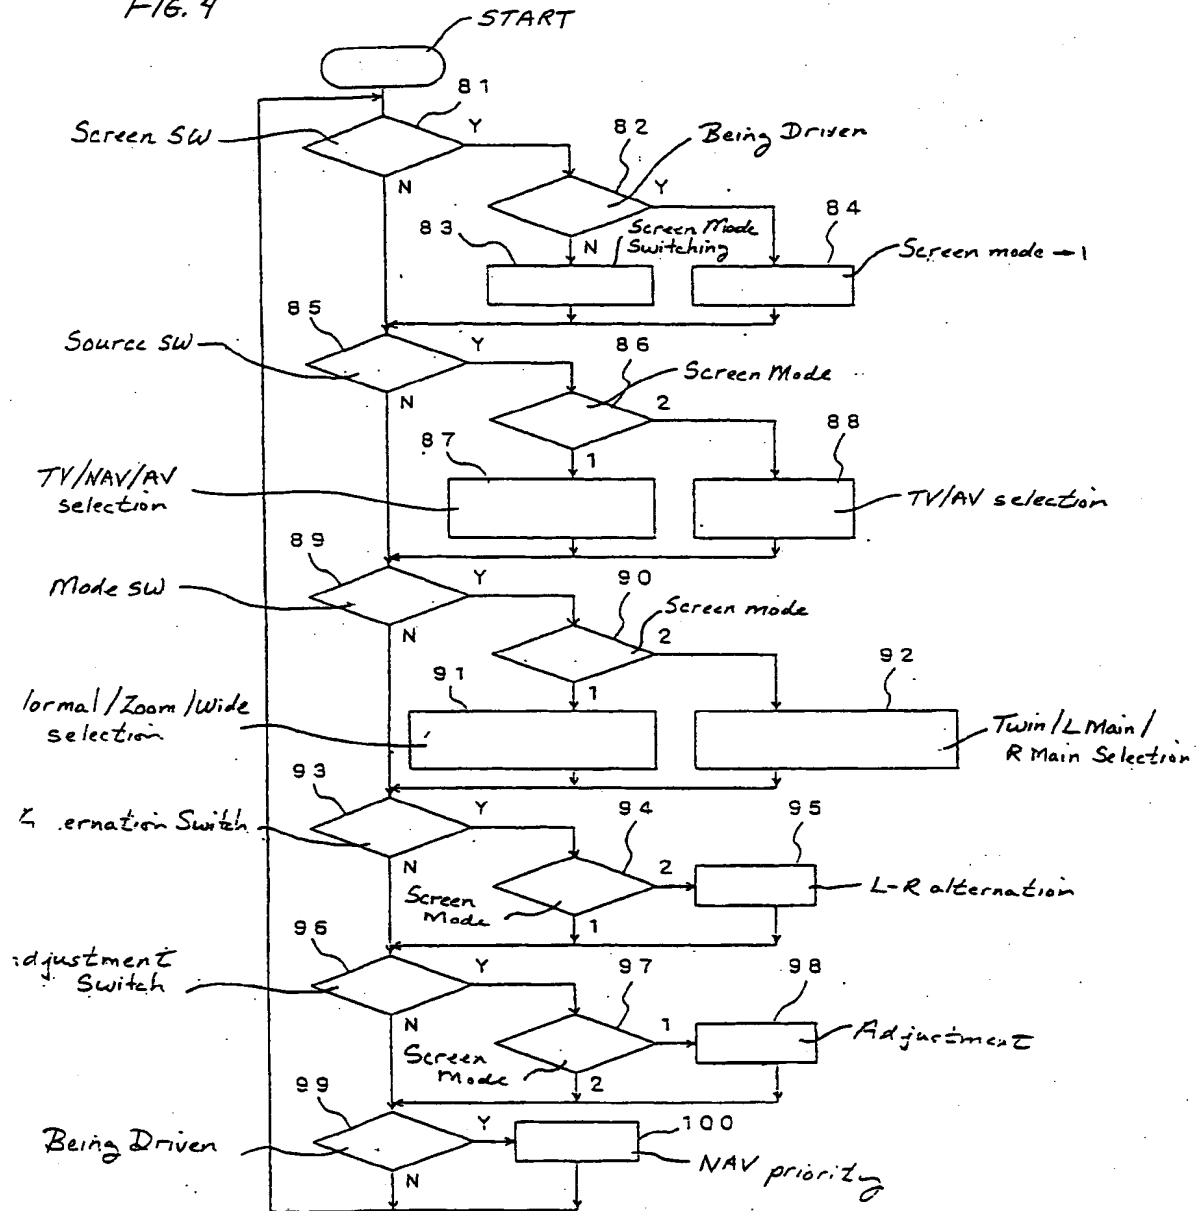 FIG. 4
START
81
Screen SW
Y
82
Being Driven
N
Y
84
83
Screen Mode
Switching
N
Screen mode → 1
85
Source SW
Y
86
Screen Mode
N
2
88
87
1
TV/NAV/AV
selection
TV/AV selection
89
Mode SW
Y
90
Screen mode
N
2
92
91
1
ormal/Zoom/Wide
selection
Twin/L Main/
R Main Selection
93
Y
94
95
ernation Switch
N
2
L-R alternation
Screen
Mode
1
96
djustment
Switch
Y
97
98
N
1
Adjustment
Screen
Mode
2
99
Y
100
Being Driven
NAV priority
N